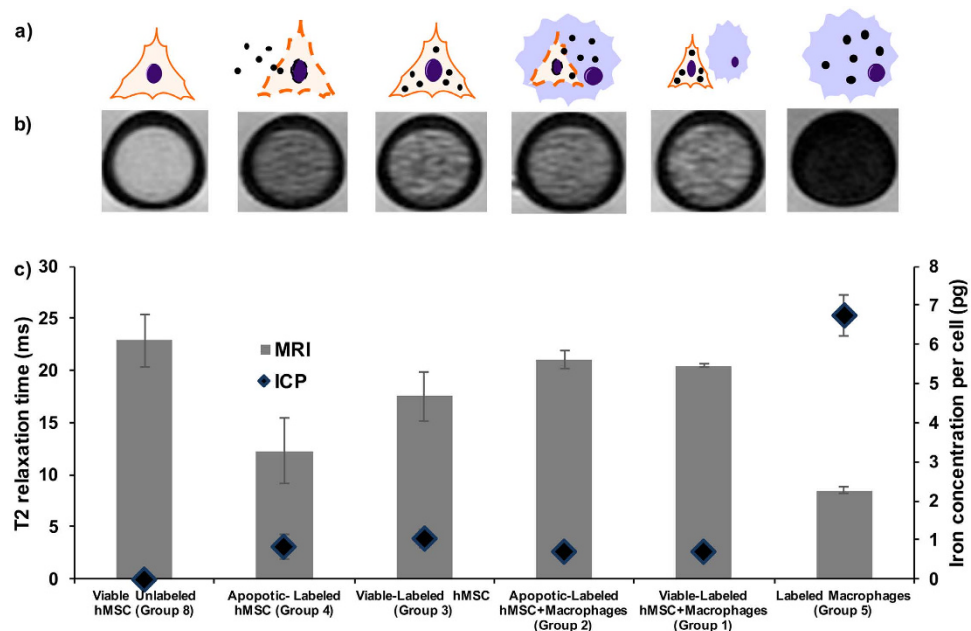 a)
b)
c)
T2 relaxation time (ms)
30
25
20
15
10
5
0
MRI
ICP
8
7
6
5
4
3
2
1
0
Iron concentration per cell (pg)
Viable Unlabeled
hMSC (Group 8)
Apopotic- Labeled
hMSC (Group 4)
Viable-Labeled hMSC
(Group 3)
Apopotic-Labeled
hMSC+Macrophages
(Group 2)
Viable-Labeled
hMSC+Macrophages
(Group 1)
Labeled Macrophages
(Group 5)